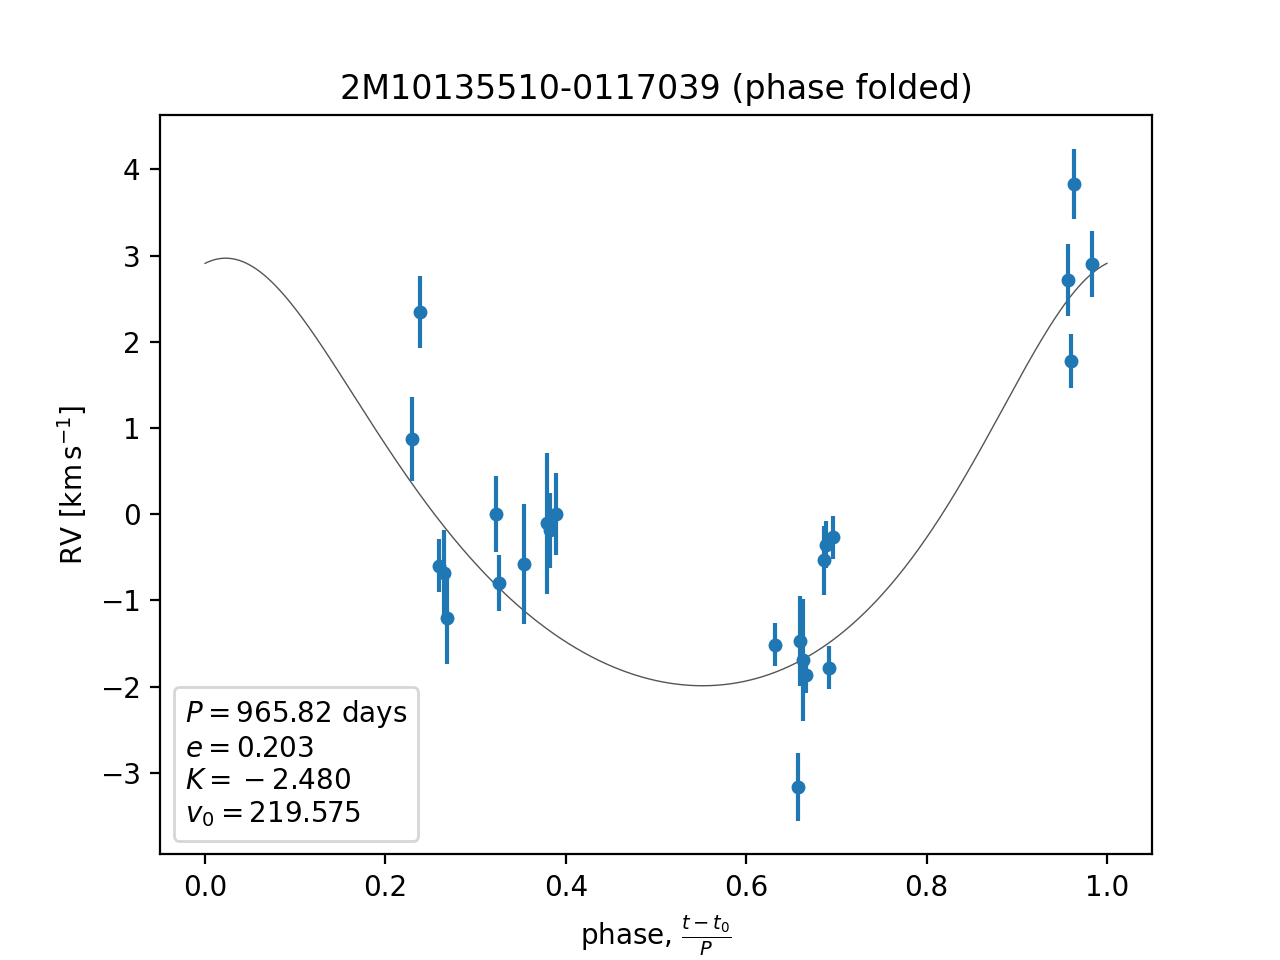 2M10135510-0117039 (phase folded)
RV [km s⁻¹]
4
3
2
1
0
−1
−2
−3
P = 965.82 days
e = 0.203
K = − 2.480
v₀ = 219.575
0.0 0.2 0.4 0.6 0.8 1.0
phase, \frac{t − t₀}{P}